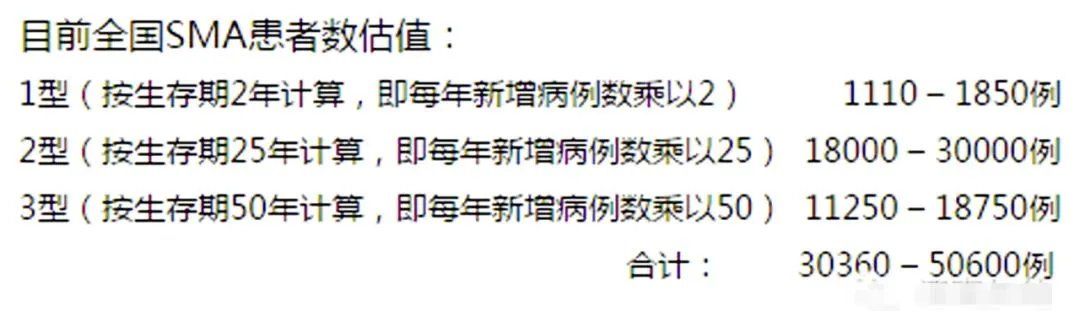 目前全国SMA患者数估值：
1型（按生存期2年计算，即每年新增病例数乘以2） 1110－1850例
2型（按生存期25年计算，即每年新增病例数乘以25） 18000－30000例
3型（按生存期50年计算，即每年新增病例数乘以50） 11250－18750例
合计： 30360－50600例